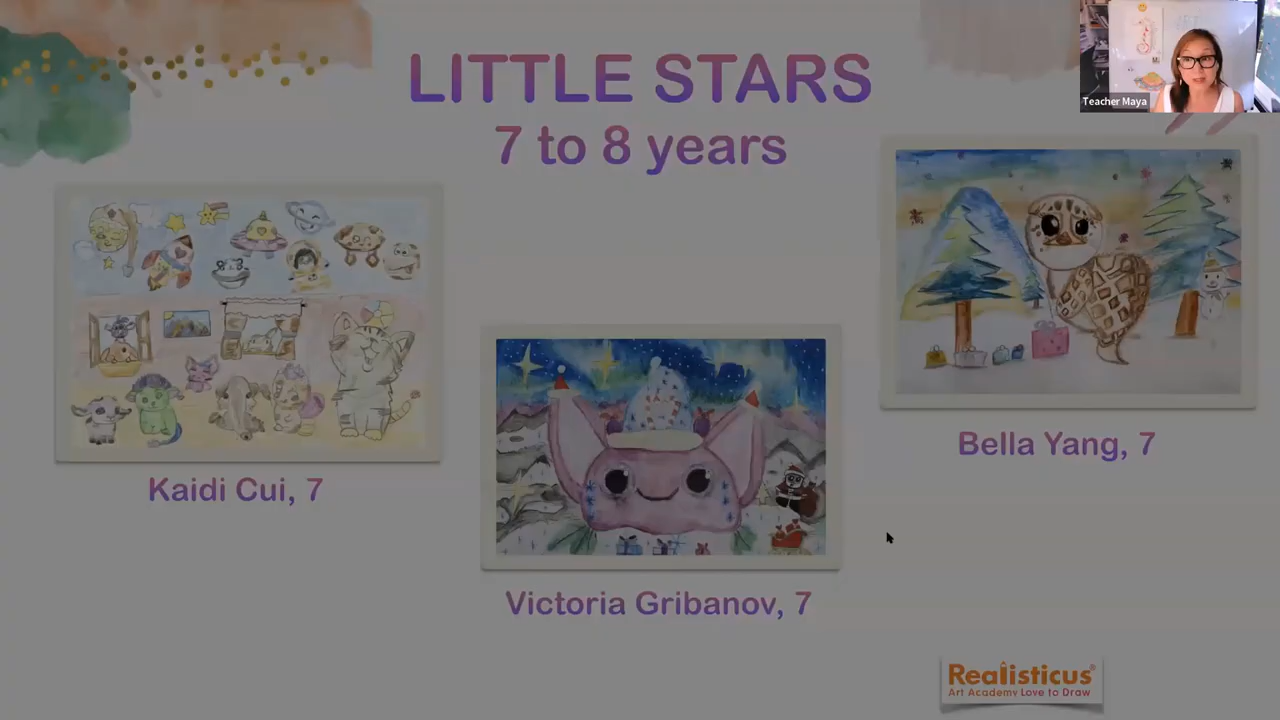 LITTLE STARS
7 to 8 years
Teacher Maya
Kaidi Cui, 7
Victoria Gribanov, 7
Bella Yang, 7
Realisticus®
Art Academy Love to Draw